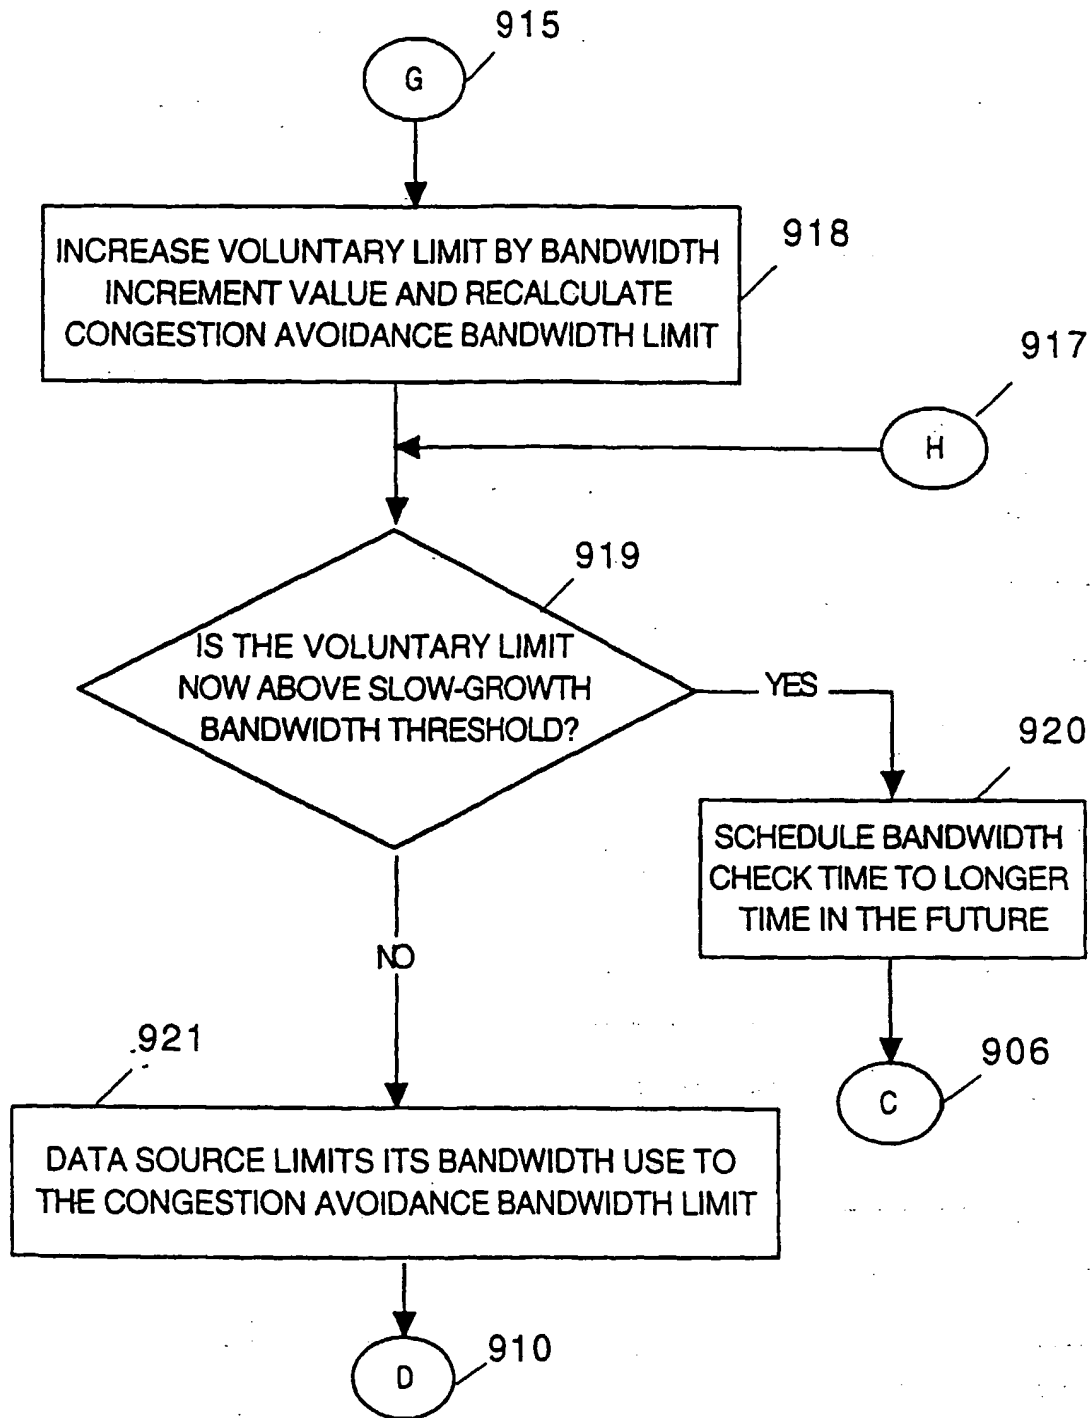 915
G
918
INCREASE VOLUNTARY LIMIT BY BANDWIDTH
INCREMENT VALUE AND RECALCULATE
CONGESTION AVOIDANCE BANDWIDTH LIMIT
917
H
919
IS THE VOLUNTARY LIMIT
NOW ABOVE SLOW-GROWTH
BANDWIDTH THRESHOLD?
YES
920
SCHEDULE BANDWIDTH
CHECK TIME TO LONGER
TIME IN THE FUTURE
NO
906
C
921
DATA SOURCE LIMITS ITS BANDWIDTH USE TO
THE CONGESTION AVOIDANCE BANDWIDTH LIMIT
910
D